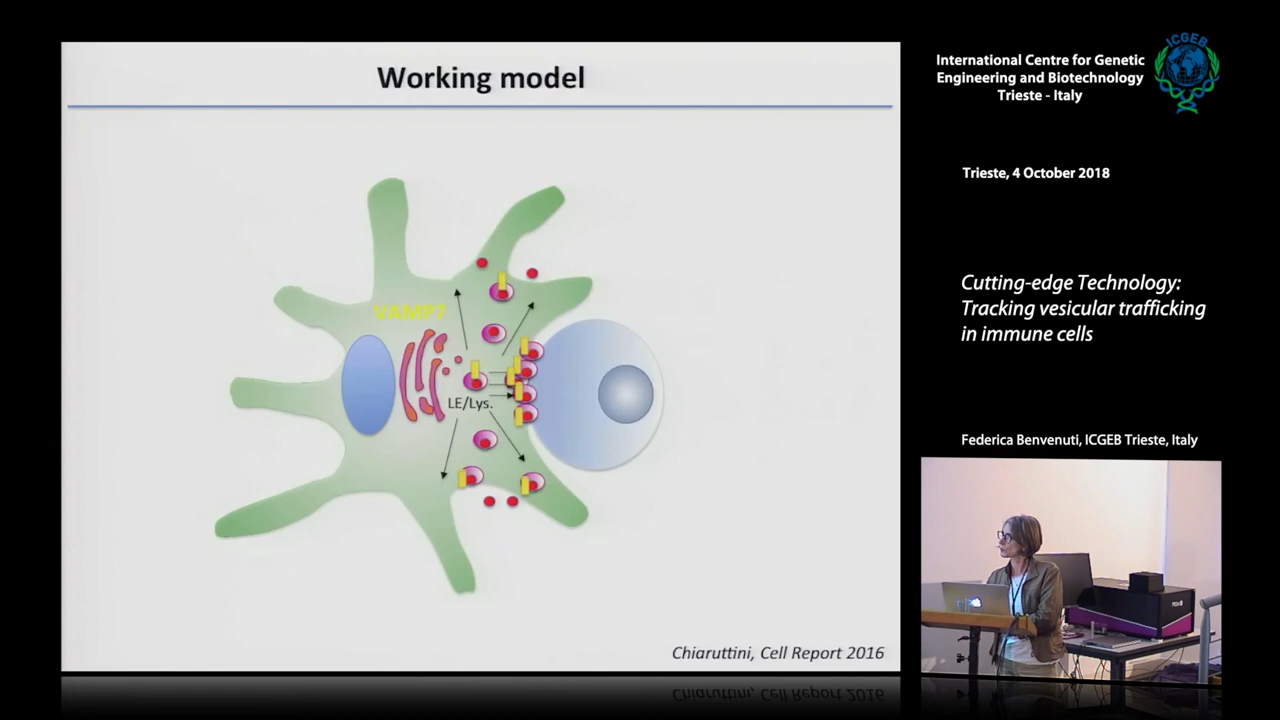 Working model
VAMP7
LE/Lys.
Chiaruttini, Cell Report 2016
International Centre for Genetic
Engineering and Biotechnology
Trieste - Italy
ICGEB
Trieste, 4 October 2018
Cutting-edge Technology:
Tracking vesicular trafficking
in immune cells
Federica Benvenuti, ICGEB Trieste, Italy